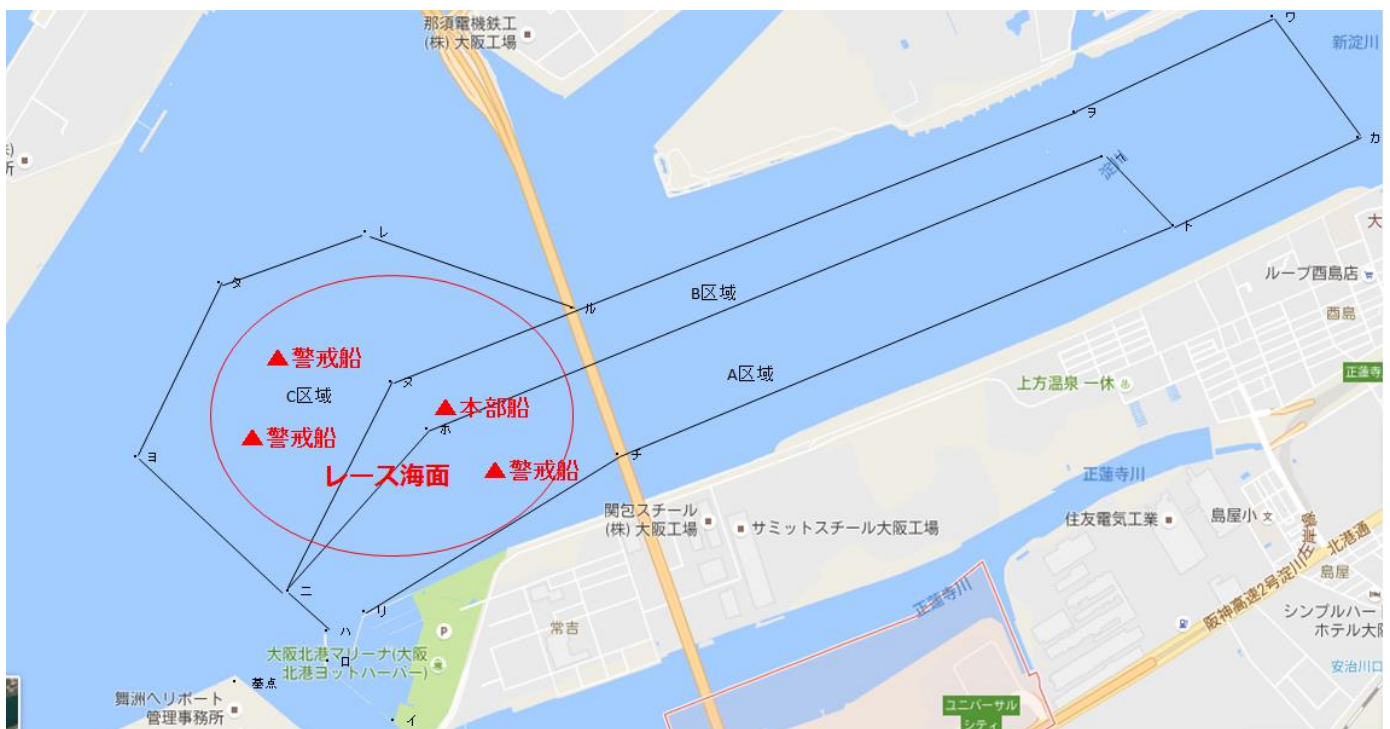 那須電機鉄工
(株) 大阪工場
ワ
新淀川
ヲ
カ
淀
ト
大
レ
ループ酉島店
タ
B区域
酉島
ル
A区域
正蓮寺
警戒船
ヌ
上方温泉 一休
C区域
本部船
ホ
警戒船
ヨ
チ
レース海面
警戒船
正蓮寺川
関包スチール
(株) 大阪工場
サミットスチール大阪工場
住友電気工業
島屋小
北港通
島屋
ニ
リ
正蓮寺川
阪神高速2号淀川左岸線
シンプルハート
ホテル大阪
ハ
P
常吉
大阪北港マリーナ(大阪
北港ヨットハーバー)
ロ
安治川口
基点
舞洲ヘリポート
管理事務所
イ
ユニバーサル
シティ